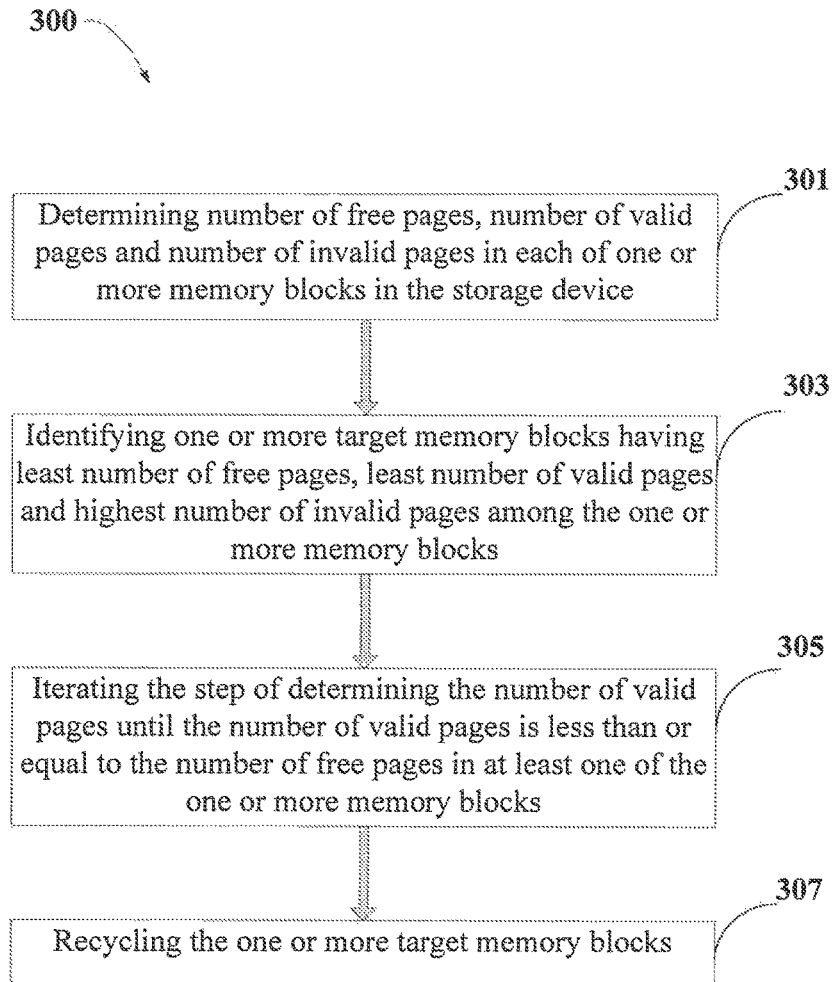 300
301
Determining number of free pages, number of valid
pages and number of invalid pages in each of one or
more memory blocks in the storage device
303
Identifying one or more target memory blocks having
least number of free pages, least number of valid pages
and highest number of invalid pages among the one or
more memory blocks
305
Iterating the step of determining the number of valid
pages until the number of valid pages is less than or
equal to the number of free pages in at least one of the
one or more memory blocks
307
Recycling the one or more target memory blocks